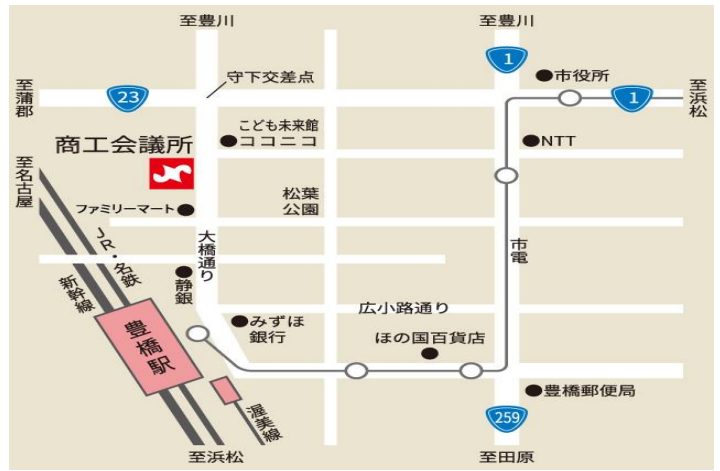 至豊川
至豊川
1
市役所
守下交差点
至蒲郡
23
1
至浜松
こども未来館
ココニコ
NTT
商工会議所
至名古屋
松葉
公園
ファミリーマート
大橋通り
JR・名鉄
市電
新幹線
静銀
広小路通り
みずほ
銀行
ほの国百貨店
豊橋駅
豊橋郵便局
渥美線
259
至浜松
至田原